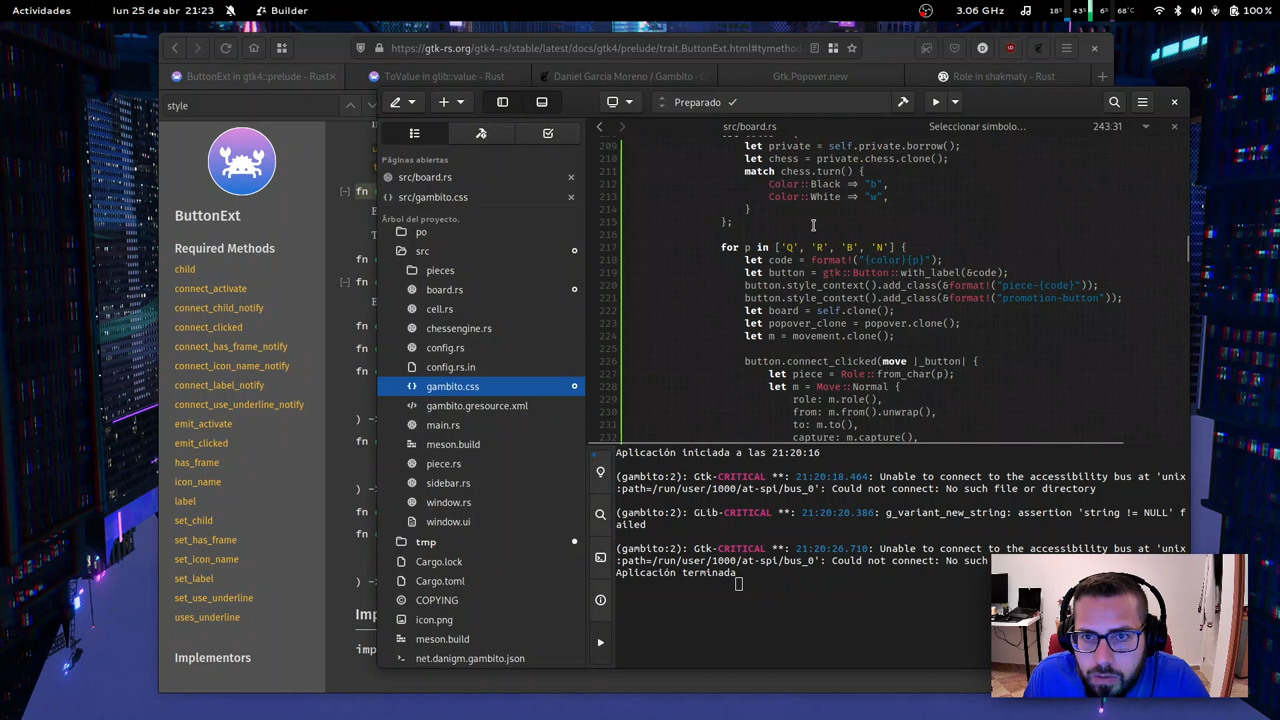 Actividades
lun 25 de abr 21:23
Builder
3.06 GHz
18%
43%
6%
68°C
100 %
https://gtk-rs.org/gtk4-rs/stable/latest/docs/gtk4/prelude/trait.ButtonExt.html#tymethod
ButtonExt in gtk4::prelude - Rust
ToValue in glib::value - Rust
Daniel Garcia Moreno / Gambito ·
Gtk.Popover.new
Role in shakmaty - Rust
style
ButtonExt
Required Methods
child
connect_activate
connect_child_notify
connect_clicked
connect_has_frame_notify
connect_icon_name_notify
connect_label_notify
connect_use_underline_notify
emit_activate
emit_clicked
has_frame
icon_name
label
set_child
set_has_frame
set_icon_name
set_label
set_use_underline
uses_underline
Implementors
Preparado
Páginas abiertas
src/board.rs
src/gambito.css
Árbol del proyecto.
po
src
pieces
board.rs
cell.rs
chessengine.rs
config.rs
config.rs.in
gambito.css
gambito.gresource.xml
main.rs
meson.build
piece.rs
sidebar.rs
window.rs
window.ui
tmp
Cargo.lock
Cargo.toml
COPYING
icon.png
meson.build
net.danigm.gambito.json
src/board.rs
Seleccionar símbolo…
243:31
209 let private = self.private.borrow();
210 let chess = private.chess.clone();
211 match chess.turn() {
212 Color::Black => "b",
213 Color::White => "w",
214 }
215 };
216
217 for p in ['Q', 'R', 'B', 'N'] {
218 let code = format!("{color}{p}");
219 let button = gtk::Button::with_label(&code);
220 button.style_context().add_class(&format!("piece-{code}"));
221 button.style_context().add_class(&format!("promotion-button"));
222 let board = self.clone();
223 let popover_clone = popover.clone();
224 let m = movement.clone();
225
226 button.connect_clicked(move |_button| {
227 let piece = Role::from_char(p);
228 let m = Move::Normal {
229 role: m.role(),
230 from: m.from().unwrap(),
231 to: m.to(),
232 capture: m.capture(),
Aplicación iniciada a las 21:20:16
(gambito:2): Gtk-CRITICAL **: 21:20:18.464: Unable to connect to the accessibility bus at 'unix
:path=/run/user/1000/at-spi/bus_0': Could not connect: No such file or directory
(gambito:2): GLib-CRITICAL **: 21:20:20.386: g_variant_new_string: assertion 'string != NULL' f
ailed
(gambito:2): Gtk-CRITICAL **: 21:20:26.710: Unable to connect to the accessibility bus at 'unix
:path=/run/user/1000/at-spi/bus_0': Could not connect: No
Aplicación terminada